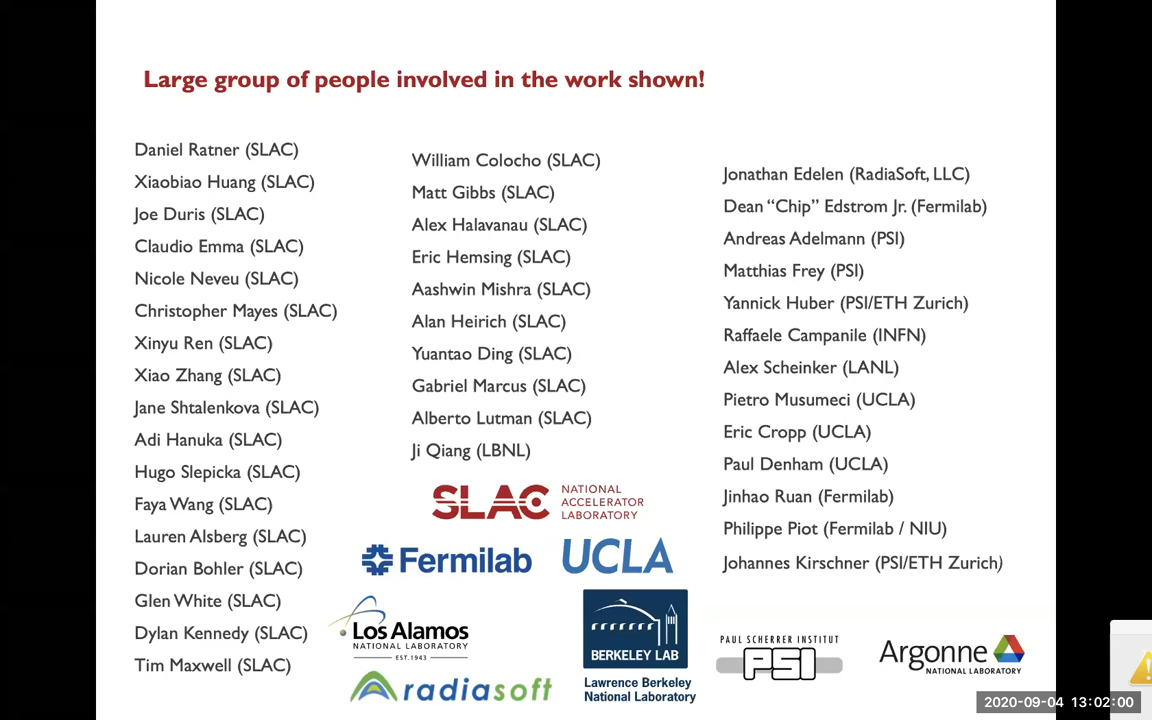 Large group of people involved in the work shown!
Daniel Ratner (SLAC)
Xiaobiao Huang (SLAC)
Joe Duris (SLAC)
Claudio Emma (SLAC)
Nicole Neveu (SLAC)
Christopher Mayes (SLAC)
Xinyu Ren (SLAC)
Xiao Zhang (SLAC)
Jane Shtalenkova (SLAC)
Adi Hanuka (SLAC)
Hugo Slepicka (SLAC)
Faya Wang (SLAC)
Lauren Alsberg (SLAC)
Dorian Bohler (SLAC)
Glen White (SLAC)
Dylan Kennedy (SLAC)
Tim Maxwell (SLAC)
William Colocho (SLAC)
Matt Gibbs (SLAC)
Alex Halavanau (SLAC)
Eric Hemsing (SLAC)
Aashwin Mishra (SLAC)
Alan Heirich (SLAC)
Yuantao Ding (SLAC)
Gabriel Marcus (SLAC)
Alberto Lutman (SLAC)
Ji Qiang (LBNL)
Jonathan Edelen (RadiaSoft, LLC)
Dean “Chip” Edstrom Jr. (Fermilab)
Andreas Adelmann (PSI)
Matthias Frey (PSI)
Yannick Huber (PSI/ETH Zurich)
Raffaele Campanile (INFN)
Alex Scheinker (LANL)
Pietro Musumeci (UCLA)
Eric Cropp (UCLA)
Paul Denham (UCLA)
Jinhao Ruan (Fermilab)
Philippe Piot (Fermilab / NIU)
Johannes Kirschner (PSI/ETH Zurich)
SLAC
NATIONAL
ACCELERATOR
LABORATORY
Fermilab
UCLA
Los Alamos
NATIONAL LABORATORY
EST. 1943
radiasoft
BERKELEY LAB
Lawrence Berkeley
National Laboratory
PAUL SCHERRER INSTITUT
PSI
Argonne
NATIONAL LABORATORY
2020-09-04 13:02:00